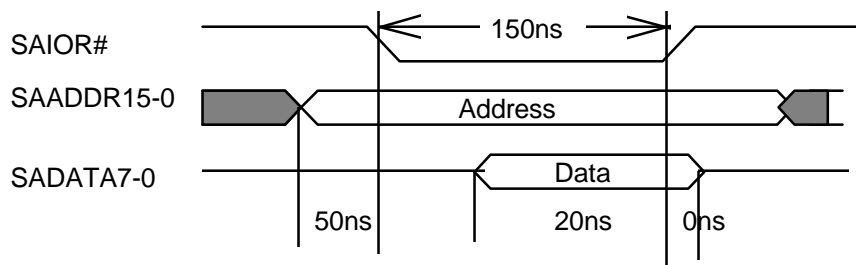 150ns
SAIOR#
SAADDR15-0
Address
SADATA7-0
Data
50ns
20ns
0ns